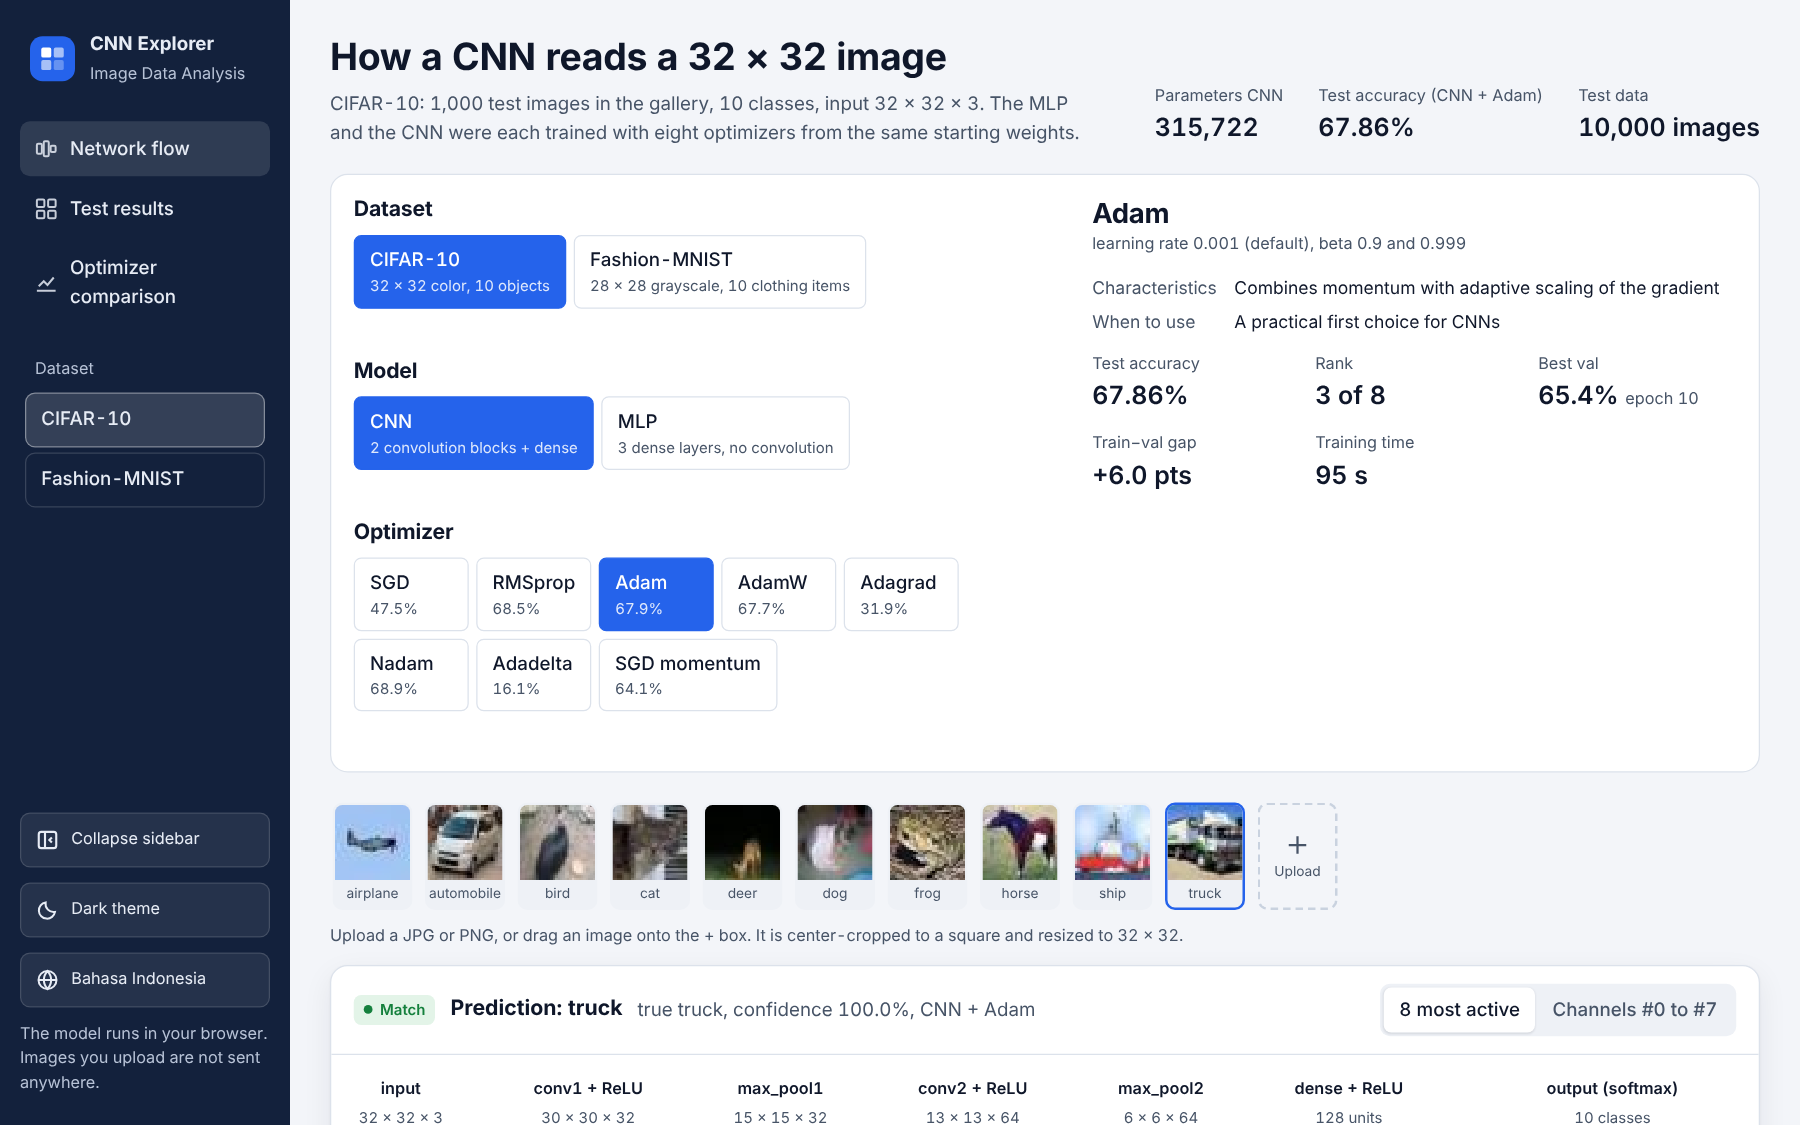 CNN Explorer
Image Data Analysis
Network flow
Test results
Optimizer
comparison
Dataset
CIFAR-10
Fashion-MNIST
Collapse sidebar
Dark theme
Bahasa Indonesia
The model runs in your browser.
Images you upload are not sent
anywhere.
How a CNN reads a 32 × 32 image
CIFAR-10: 1,000 test images in the gallery, 10 classes, input 32 × 32 × 3. The MLP
and the CNN were each trained with eight optimizers from the same starting weights.
Parameters CNN
315,722
Test accuracy (CNN + Adam)
67.86%
Test data
10,000 images
Dataset
CIFAR-10
32 × 32 color, 10 objects
Fashion-MNIST
28 × 28 grayscale, 10 clothing items
Model
CNN
2 convolution blocks + dense
MLP
3 dense layers, no convolution
Optimizer
SGD
47.5%
RMSprop
68.5%
Adam
67.9%
AdamW
67.7%
Adagrad
31.9%
Nadam
68.9%
Adadelta
16.1%
SGD momentum
64.1%
Adam
learning rate 0.001 (default), beta 0.9 and 0.999
Characteristics Combines momentum with adaptive scaling of the gradient
When to use A practical first choice for CNNs
Test accuracy
67.86%
Rank
3 of 8
Best val
65.4% epoch 10
Train–val gap
+6.0 pts
Training time
95 s
airplane
automobile
bird
cat
deer
dog
frog
horse
ship
truck
Upload
Upload a JPG or PNG, or drag an image onto the + box. It is center-cropped to a square and resized to 32 × 32.
Match
Prediction: truck true truck, confidence 100.0%, CNN + Adam
8 most active
Channels #0 to #7
input
32 × 32 × 3
conv1 + ReLU
30 × 30 × 32
max_pool1
15 × 15 × 32
conv2 + ReLU
13 × 13 × 64
max_pool2
6 × 6 × 64
dense + ReLU
128 units
output (softmax)
10 classes